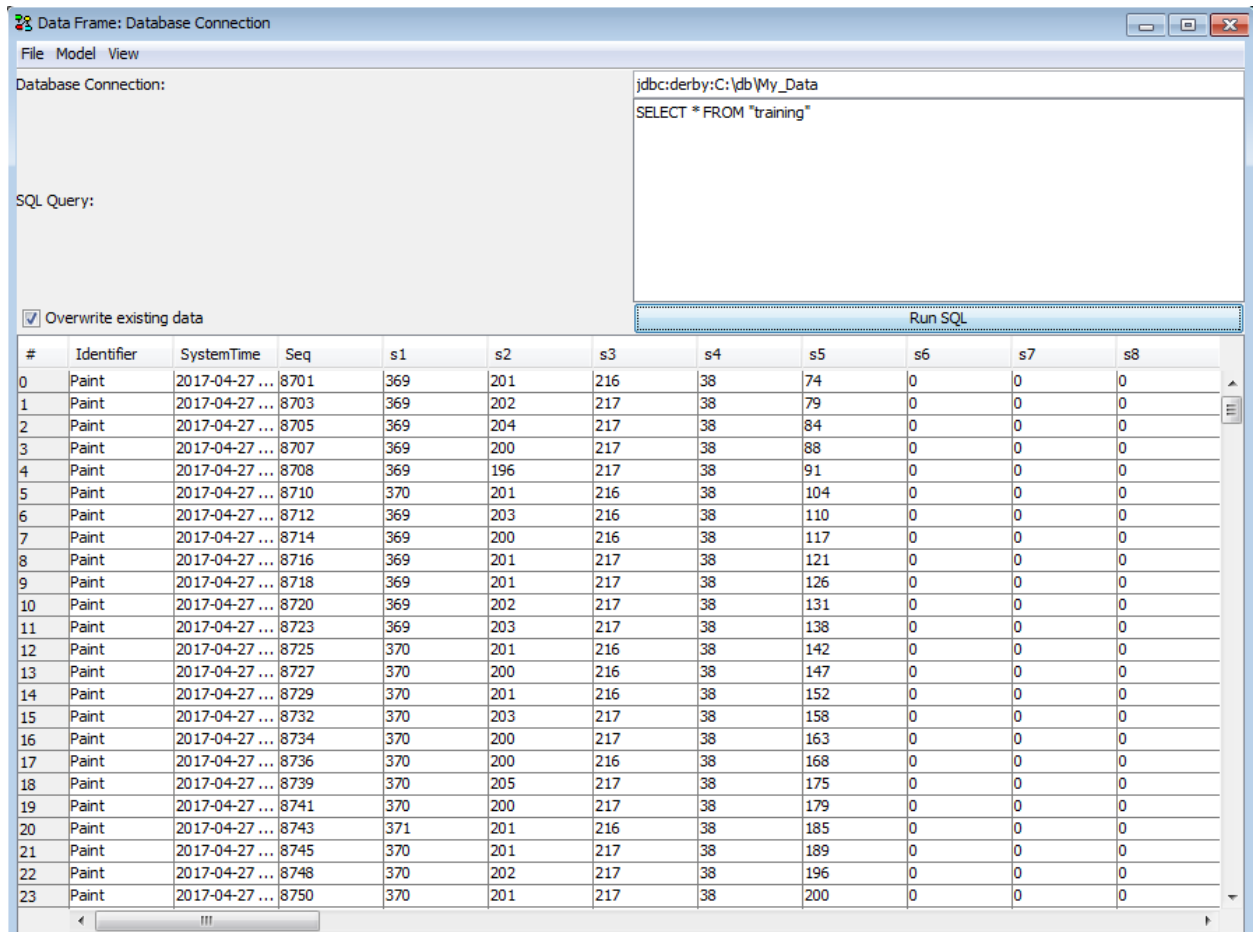 Data Frame: Database Connection
File Model View
Database Connection:
jdbc:derby:C:\db\My_Data
SELECT * FROM "training"
SQL Query:
Overwrite existing data
Run SQL
# Identifier SystemTime Seq s1 s2 s3 s4 s5 s6 s7 s8
0 Paint 2017-04-27 ... 8701 369 201 216 38 74 0 0 0
1 Paint 2017-04-27 ... 8703 369 202 217 38 79 0 0 0
2 Paint 2017-04-27 ... 8705 369 204 217 38 84 0 0 0
3 Paint 2017-04-27 ... 8707 369 200 217 38 88 0 0 0
4 Paint 2017-04-27 ... 8708 369 196 217 38 91 0 0 0
5 Paint 2017-04-27 ... 8710 370 201 216 38 104 0 0 0
6 Paint 2017-04-27 ... 8712 369 203 216 38 110 0 0 0
7 Paint 2017-04-27 ... 8714 369 200 216 38 117 0 0 0
8 Paint 2017-04-27 ... 8716 369 201 217 38 121 0 0 0
9 Paint 2017-04-27 ... 8718 369 201 217 38 126 0 0 0
10 Paint 2017-04-27 ... 8720 369 202 217 38 131 0 0 0
11 Paint 2017-04-27 ... 8723 369 203 217 38 138 0 0 0
12 Paint 2017-04-27 ... 8725 370 201 216 38 142 0 0 0
13 Paint 2017-04-27 ... 8727 370 200 216 38 147 0 0 0
14 Paint 2017-04-27 ... 8729 370 201 216 38 152 0 0 0
15 Paint 2017-04-27 ... 8732 370 203 217 38 158 0 0 0
16 Paint 2017-04-27 ... 8734 370 200 217 38 163 0 0 0
17 Paint 2017-04-27 ... 8736 370 200 216 38 168 0 0 0
18 Paint 2017-04-27 ... 8739 370 205 217 38 175 0 0 0
19 Paint 2017-04-27 ... 8741 370 200 217 38 179 0 0 0
20 Paint 2017-04-27 ... 8743 371 201 216 38 185 0 0 0
21 Paint 2017-04-27 ... 8745 370 201 217 38 189 0 0 0
22 Paint 2017-04-27 ... 8748 370 202 217 38 196 0 0 0
23 Paint 2017-04-27 ... 8750 370 201 217 38 200 0 0 0